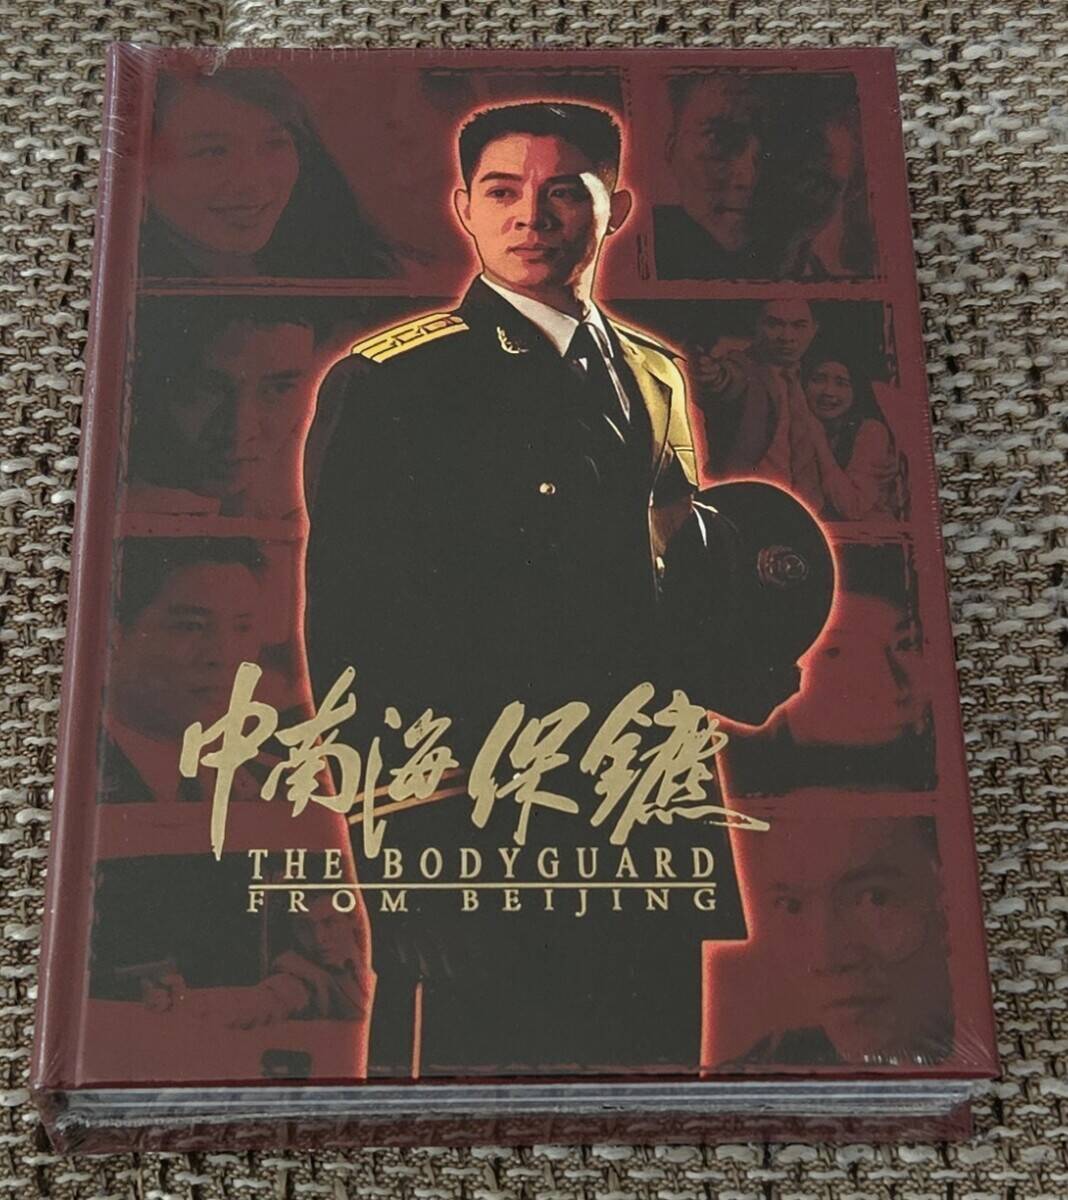 中南海保鑣
THE BODYGUARD
FROM BEIJING